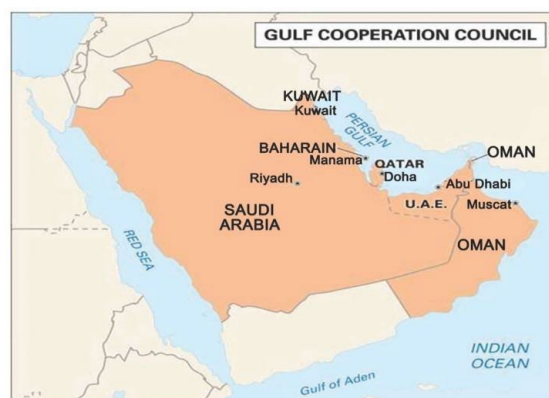 GULF COOPERATION COUNCIL
KUWAIT
Kuwait
PERSIAN
GULF
BAHARAIN
Manama
QATAR
Doha
OMAN
Riyadh
Abu Dhabi
U.A.E.
Muscat
SAUDI
ARABIA
OMAN
RED SEA
INDIAN
OCEAN
Gulf of Aden